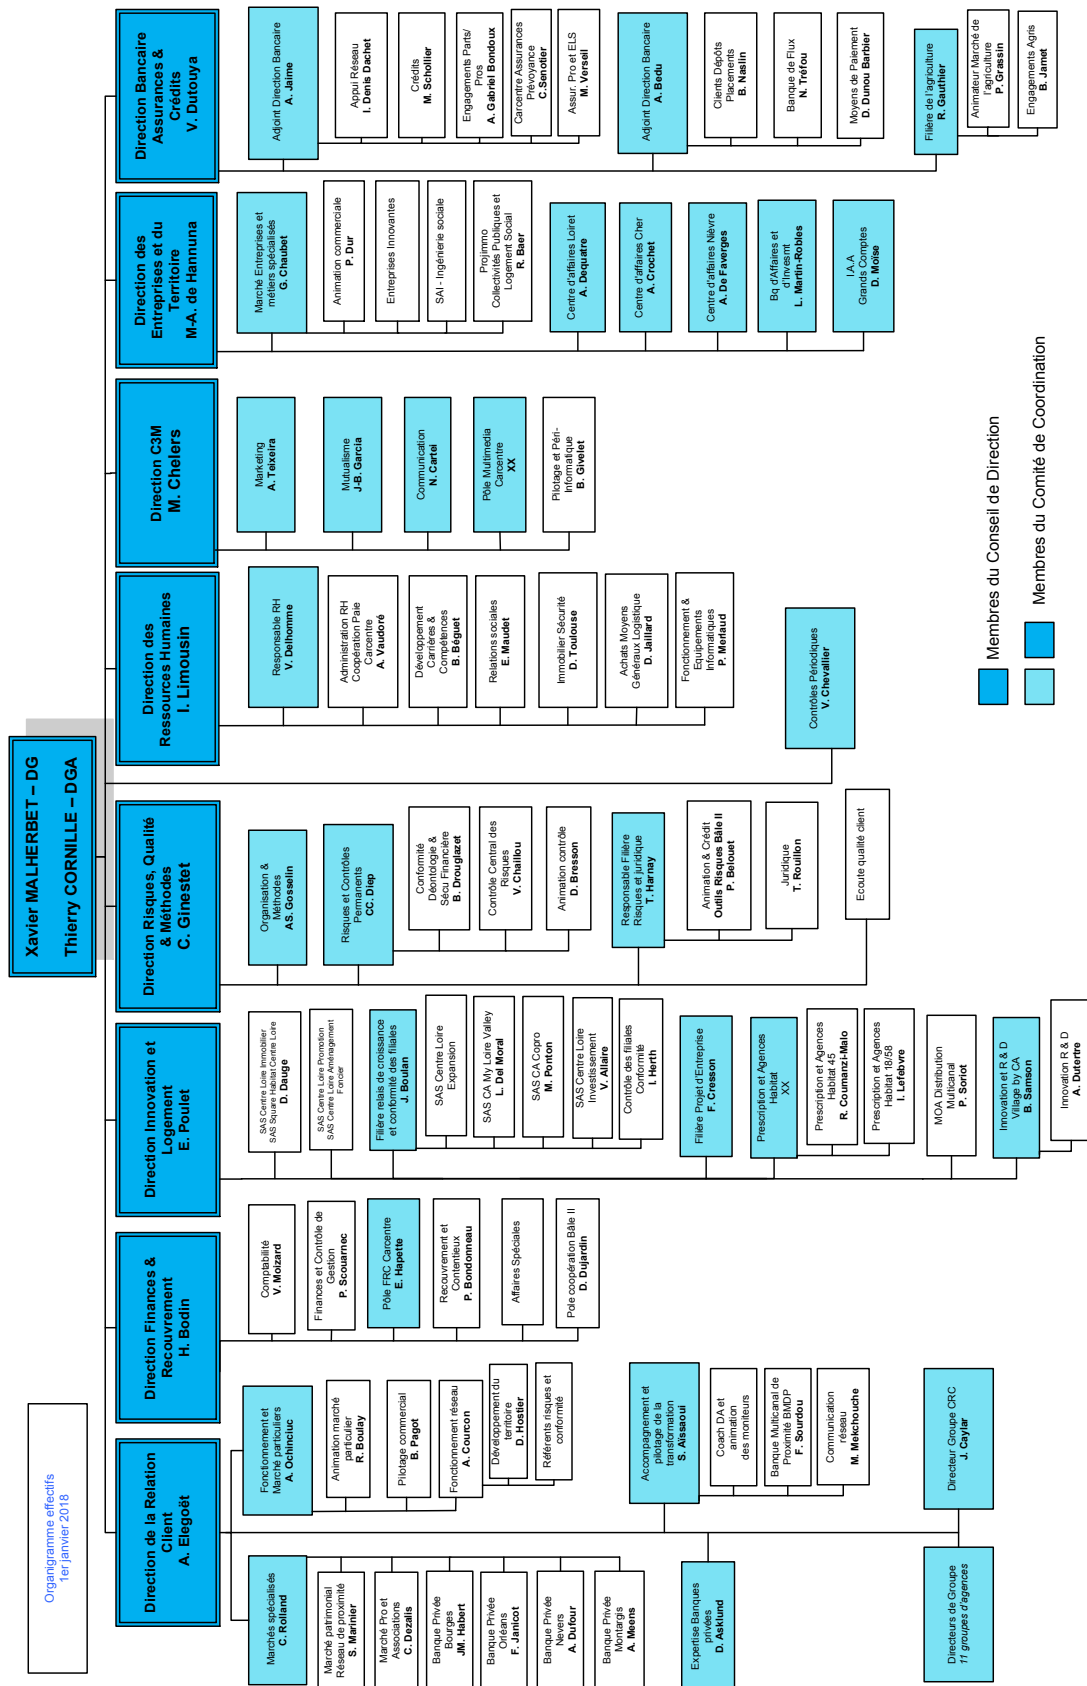 Organigramme effectifs
1er janvier 2018
Xavier MALHERBET – DG
Thierry CORNILLE – DGA
Direction de la Relation
Client
A. Elegoët
Marchés spécialisés
C. Rolland
Marché patrimonial
Réseau de proximité
S. Marinier
Marché Pro et
Associations
C. Dezalis
Banque Privée
Bourges
JM. Habert
Banque Privée
Orléans
F. Janicot
Banque Privée
Nevers
A. Dufour
Banque Privée
Montargis
A. Meens
Expertise Banques
privées
D. Asklund
Directeurs de Groupe
11 groupes d'agences
Fonctionnement et
Marché particuliers
A. Ochinciuc
Animation marché
particulier
R. Boulay
Pilotage commercial
B. Pagot
Fonctionnement réseau
A. Courcon
Développement du
territoire
D. Hostier
Référents risques et
conformité
Accompagnement et
pilotage de la
transformation
S. Aïssaoui
Coach DA et
animation
des moniteurs
Banque Multicanal de
Proximité BMDP
F. Sourdou
Communication
réseau
M. Mekchouche
Directeur Groupe CRC
J. Caylar
Direction Finances &
Recouvrement
H. Bodin
Comptabilité
V. Moizard
Finances et Contrôle de
Gestion
P. Scouarnec
Pôle FRC Carcentre
E. Hapette
Recouvrement et
Contentieux
P. Bondonneau
Affaires Spéciales
Pole coopération Bâle II
D. Dujardin
Direction Innovation et
Logement
E. Poulet
SAS Centre Loire Immobilier
SAS Square Habitat Centre Loire
D. Dauge
SAS Centre Loire Promotion
SAS Centre Loire Aménagement
Foncier
Filière relais de croissance
et conformité des filiales
J. Boulan
SAS Centre Loire
Expansion
SAS CA My Loire Valley
L. Del Moral
SAS CA Copro
M. Ponton
SAS Centre Loire
Investissement
V. Allaire
Contrôle des filiales
Conformité
I. Herth
Filière Projet d'Entreprise
F. Cresson
Prescription et Agences
Habitat
XX
Prescription et Agences
Habitat 45
R. Coumanzi-Malo
Prescription et Agences
Habitat 18/58
I. Lefebvre
MOA Distribution
Multicanal
P. Soriot
Innovation et R & D
Village by CA
B. Samson
Innovation R & D
A. Dutertre
Direction Risques, Qualité
& Méthodes
C. Ginestet
Organisation &
Méthodes
AS. Gosselin
Risques et Contrôles
Permanents
CC. Diep
Conformité
Déontologie &
Sécu Financière
B. Drouglazet
Contrôle Central des
Risques
V. Chaillou
Animation contrôle
D. Bresson
Responsable Filière
Risques et juridique
T. Harnay
Animation & Crédit
Outils Risques Bâle II
P. Belouet
Juridique
T. Rouillon
Ecoute qualité client
Direction des
Ressources Humaines
I. Limousin
Responsable RH
V. Delhomme
Administration RH
Coopération Paie
Carcentre
A. Vaudoré
Développement
Carrières &
Compétences
B. Béguet
Relations sociales
E. Maudet
Immobilier Sécurité
D. Toulouse
Achats Moyens
Généraux Logistique
D. Jaillard
Fonctionnement &
Equipements
Informatiques
P. Merlaud
Contrôles Périodiques
V. Chevallier
Direction C3M
M. Chelers
Marketing
A. Teixeira
Mutualisme
J-B. Garcia
Communication
N. Cartei
Pôle Multimedia
Carcentre
XX
Pilotage et Péri-
Informatique
B. Givelet
Direction des
Entreprises et du
Territoire
M-A. de Hannuna
Marché Entreprises et
métiers spécialisés
G. Chaubet
Animation commerciale
P. Dur
Entreprises Innovantes
SAI - Ingénierie sociale
Projimmo
Collectivités Publiques et
Logement Social
R. Baer
Centre d'affaires Loiret
A. Dequatre
Centre d'affaires Cher
A. Crochet
Centre d'affaires Nièvre
A. De Faverges
Bq d'Affaires et
d'Invesmt
L. Martin-Robles
I.A.A
Grands Comptes
D. Moïse
Direction Bancaire
Assurances &
Crédits
V. Dutouya
Adjoint Direction Bancaire
A. Jaime
Appui Réseau
I. Denis Dachet
Crédits
M. Schollier
Engagements Parts/
Pros
A. Gabriel Bondoux
Carcentre Assurances
Prévoyance
C.Senotier
Assur. Pro et ELS
M. Verseil
Adjoint Direction Bancaire
A. Bedu
Clients Dépôts
Placements
B. Naslin
Banque de Flux
N. Tréfou
Moyens de Paiement
D. Dunou Barbier
Filière de l'agriculture
R. Gauthier
Animateur Marché de
l'agriculture
P. Grassin
Engagements Agris
B. Jamet
Membres du Conseil de Direction
Membres du Comité de Coordination